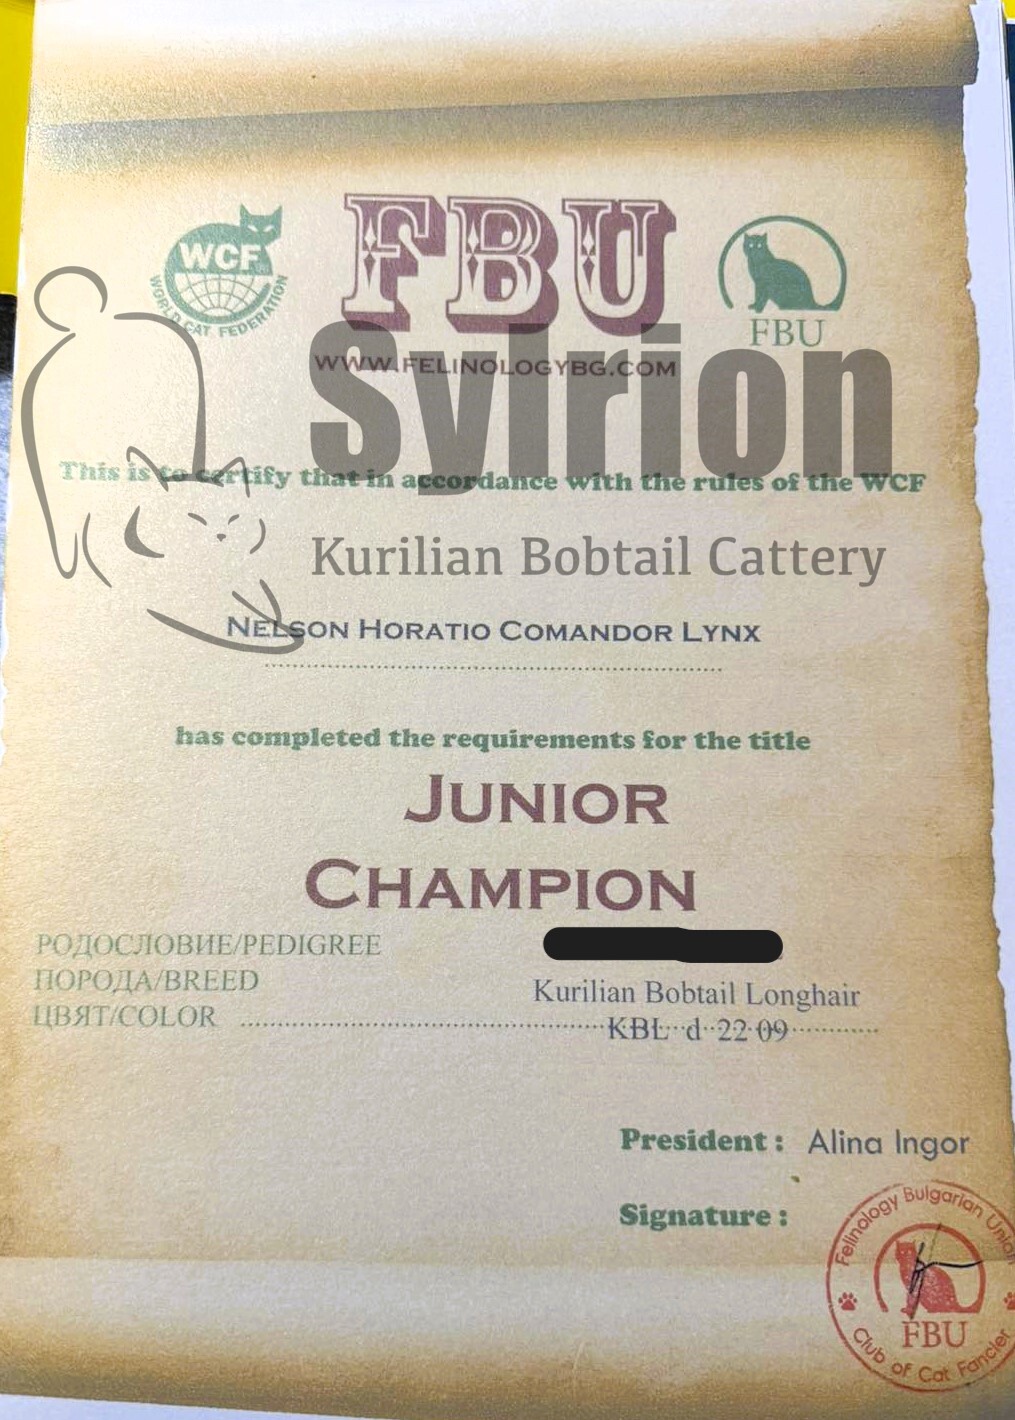 FBU
WCF
WORLD CAT FEDERATION
FBU
WWW.FELINOLOGYBG.COM
Sylrion
This is to certify that in accordance with the rules of the WCF
Kurilian Bobtail Cattery
NELSON HORATIO COMANDOR LYNX
has completed the requirements for the title
JUNIOR
CHAMPION
РОДОСЛОВИЕ/PEDIGREE
ПОРОДА/BREED Kurilian Bobtail Longhair
ЦВЯТ/COLOR KBL d 22 09
President : Alina Ingor
Signature :
Felinology Bulgarian Union
FBU
Club of Cat Fancier